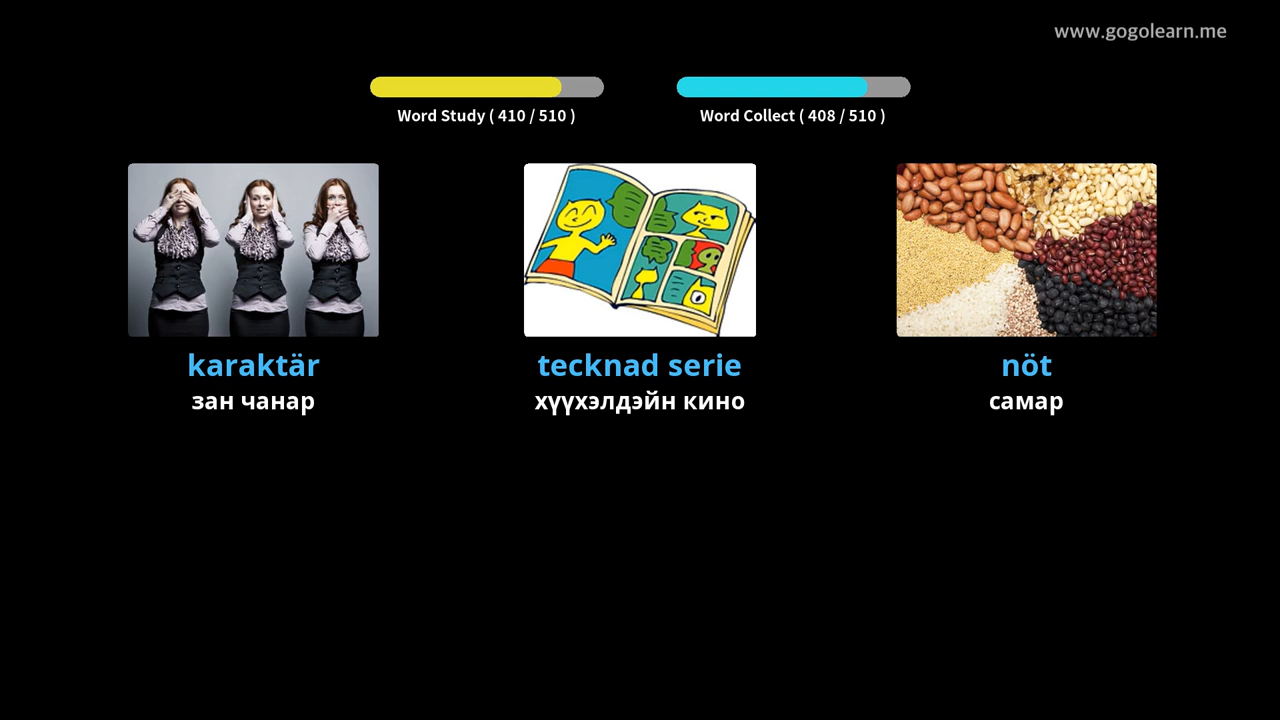 www.gogolearn.me
Word Study ( 410 / 510 )
Word Collect ( 408 / 510 )
karaktär
зан чанар
tecknad serie
хүүхэлдэйн кино
nöt
самар